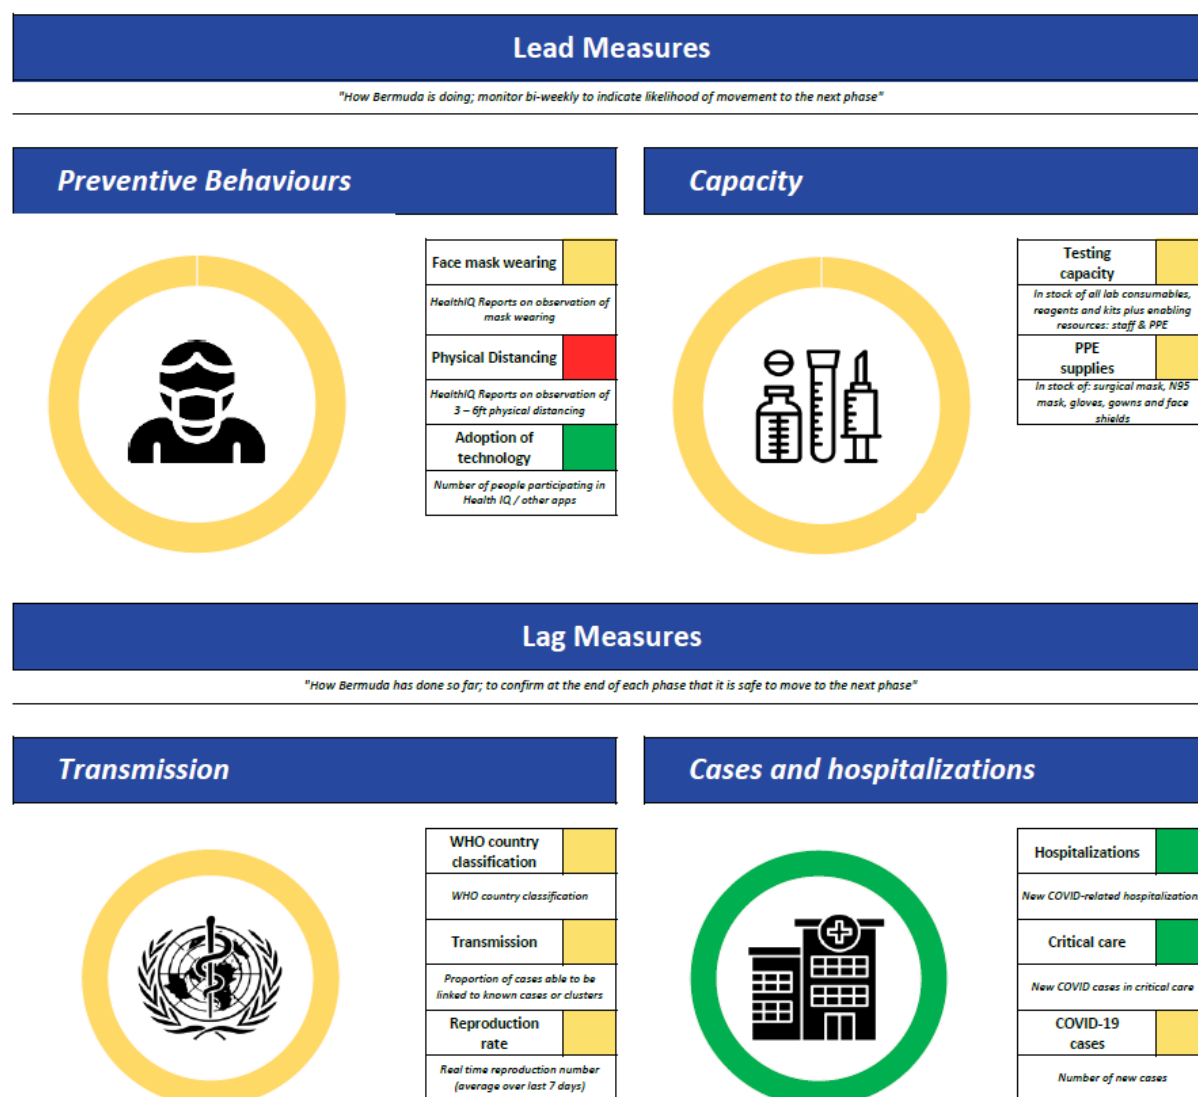 Lead Measures
"How Bermuda is doing; monitor bi-weekly to indicate likelihood of movement to the next phase"
Preventive Behaviours
Face mask wearing
HealthIQ Reports on observation of
mask wearing
Physical Distancing
HealthIQ Reports on observation of
3 – 6ft physical distancing
Adoption of
technology
Number of people participating in
Health IQ / other apps
Capacity
Testing
capacity
In stock of all lab consumables,
reagents and kits plus enabling
resources: staff & PPE
PPE
supplies
In stock of: surgical mask, N95
mask, gloves, gowns and face
shields
Lag Measures
"How Bermuda has done so far; to confirm at the end of each phase that it is safe to move to the next phase"
Transmission
WHO country
classification
WHO country classification
Transmission
Proportion of cases able to be
linked to known cases or clusters
Reproduction
rate
Real time reproduction number
(average over last 7 days)
Cases and hospitalizations
Hospitalizations
New COVID-related hospitalization
Critical care
New COVID cases in critical care
COVID-19
cases
Number of new cases